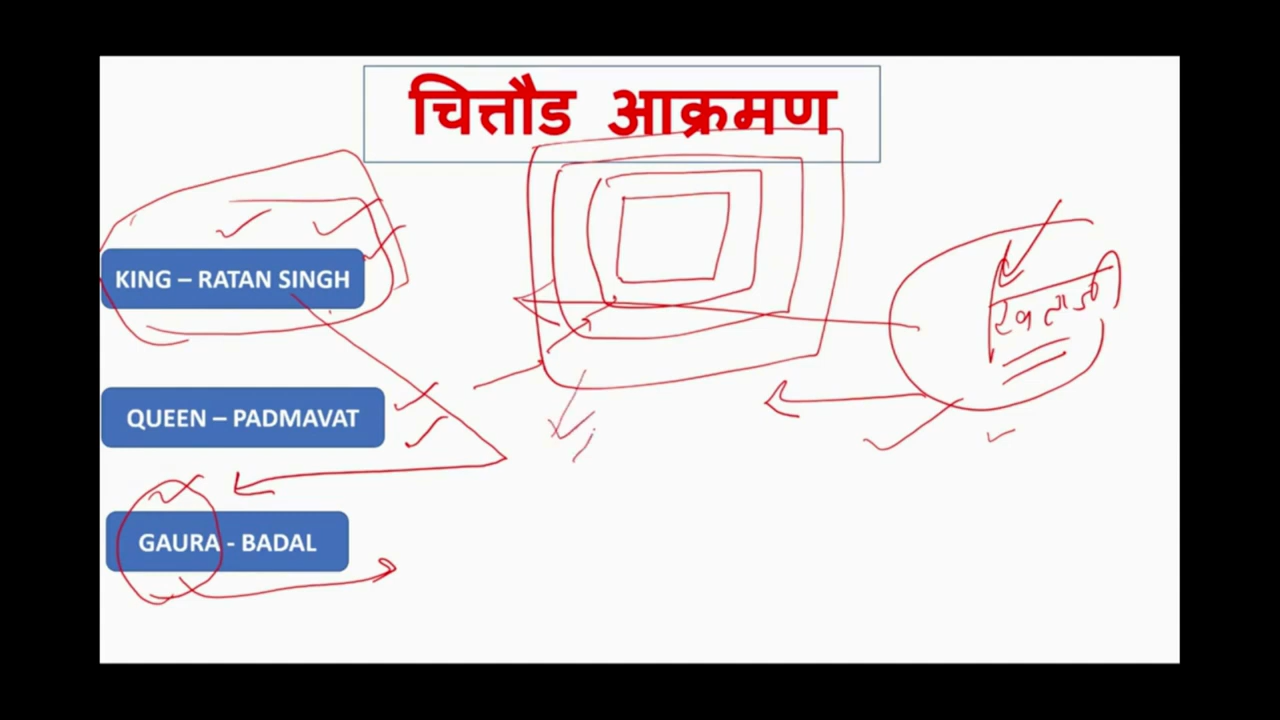 चित्तौड आक्रमण
KING – RATAN SINGH
QUEEN – PADMAVAT
GAURA - BADAL